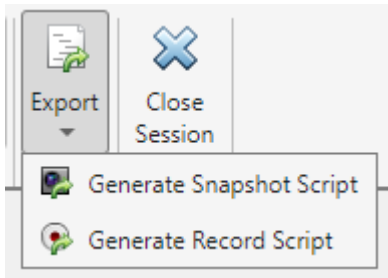 Export
Close
Session
Generate Snapshot Script
Generate Record Script